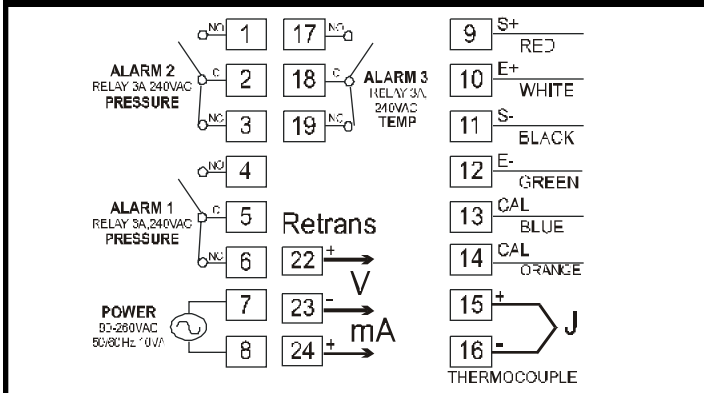 NO 1 17 NO
ALARM 2
RELAY 3A 240VAC
PRESSURE
C 2 18 C
ALARM 3
RELAY 3A
240VAC
TEMP
NC 3 19 NC
NO 4
ALARM 1
RELAY 3A,240VAC
PRESSURE
C 5
NC 6
Retrans
22 +
V
23 -
mA
24 +
POWER
90-260VAC
50/60Hz 10VA
7
8
9 S+
RED
10 E+
WHITE
11 S-
BLACK
12 E-
GREEN
13 CAL
BLUE
14 CAL
ORANGE
15 +
J
16 -
THERMOCOUPLE